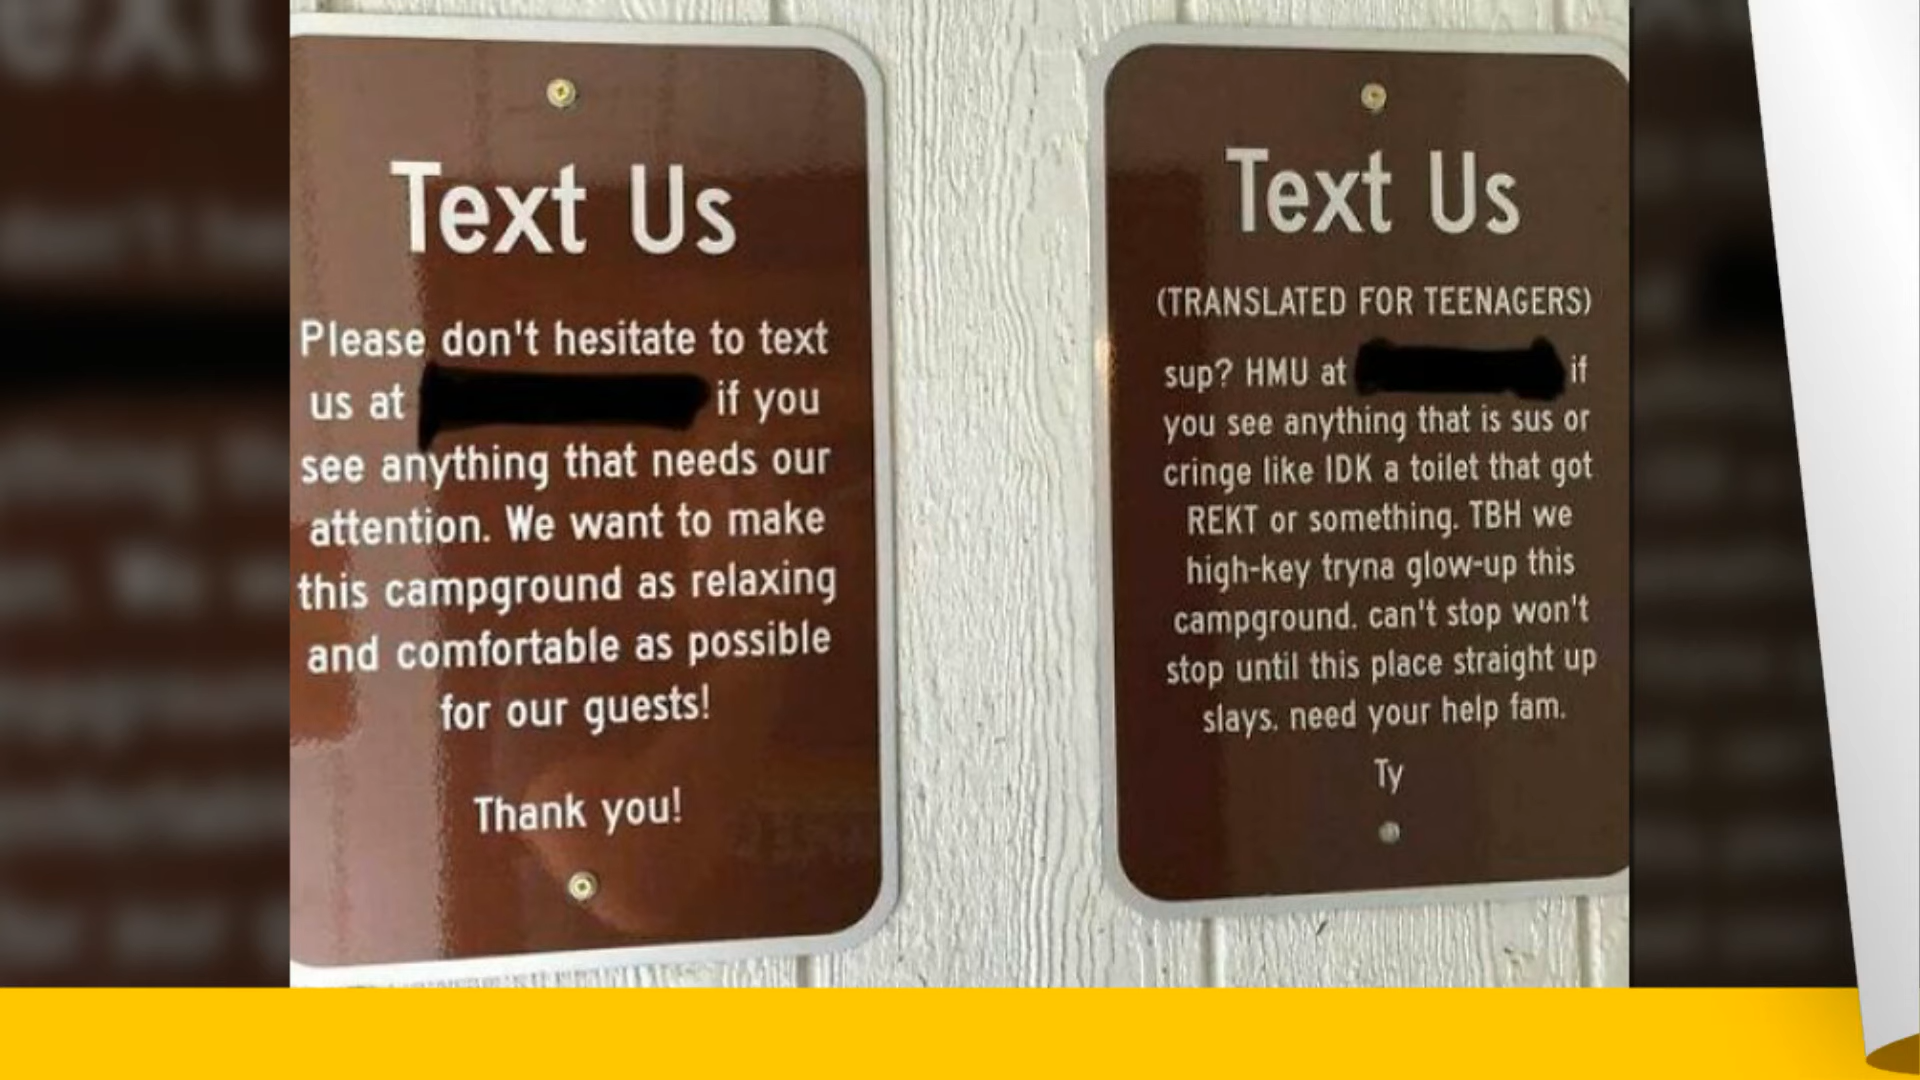 Text Us
Please don't hesitate to text
us at if you
see anything that needs our
attention. We want to make
this campground as relaxing
and comfortable as possible
for our guests!
Thank you!
Text Us
(TRANSLATED FOR TEENAGERS)
sup? HMU at if
you see anything that is sus or
cringe like IDK a toilet that got
REKT or something. TBH we
high-key tryna glow-up this
campground. can't stop won't
stop until this place straight up
slays. need your help fam.
Ty